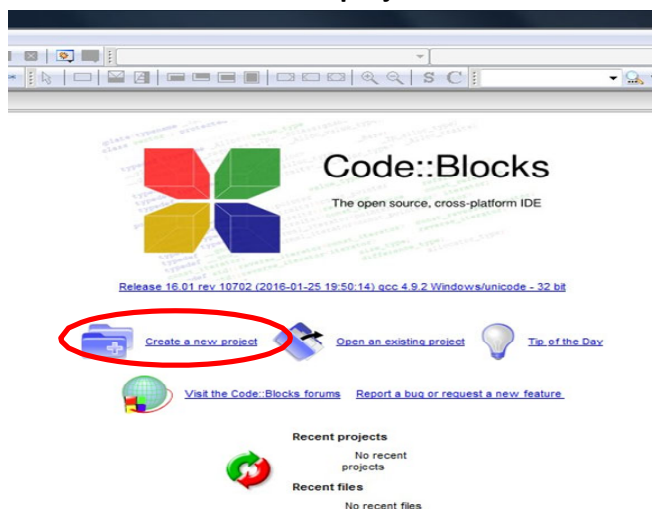 S C
Code::Blocks
The open source, cross-platform IDE
Release 16.01 rev 10702 (2016-01-25 19:50:14) gcc 4.9.2 Windows/unicode - 32 bit
Create a new project Open an existing project Tip of the Day
Visit the Code::Blocks forums Report a bug or request a new feature
Recent projects
No recent
projects
Recent files
No recent files